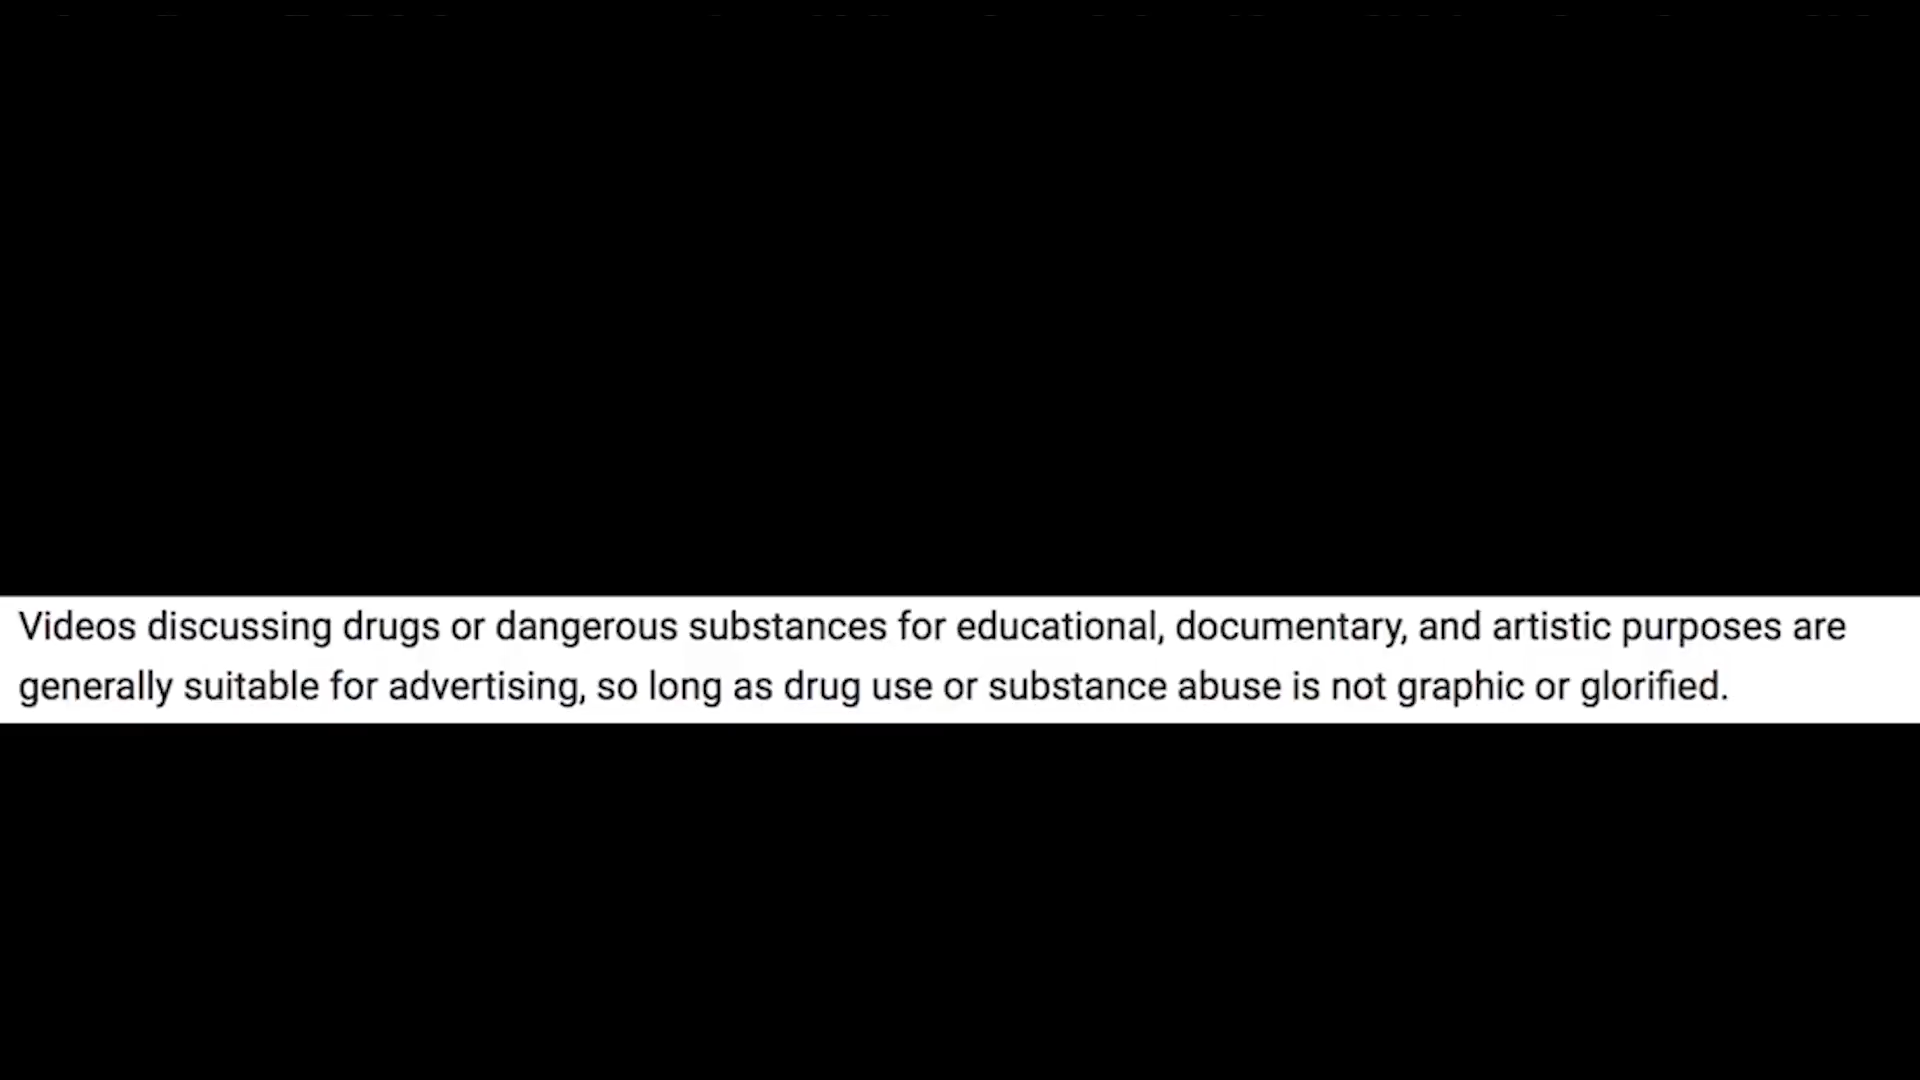 Videos discussing drugs or dangerous substances for educational, documentary, and artistic purposes are
generally suitable for advertising, so long as drug use or substance abuse is not graphic or glorified.